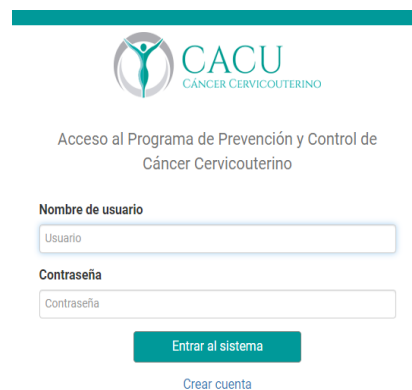 CACU
CÁNCER CERVICOUTERINO
Acceso al Programa de Prevención y Control de
Cáncer Cervicouterino
Nombre de usuario
Usuario
Contraseña
Contraseña
Entrar al sistema
Crear cuenta